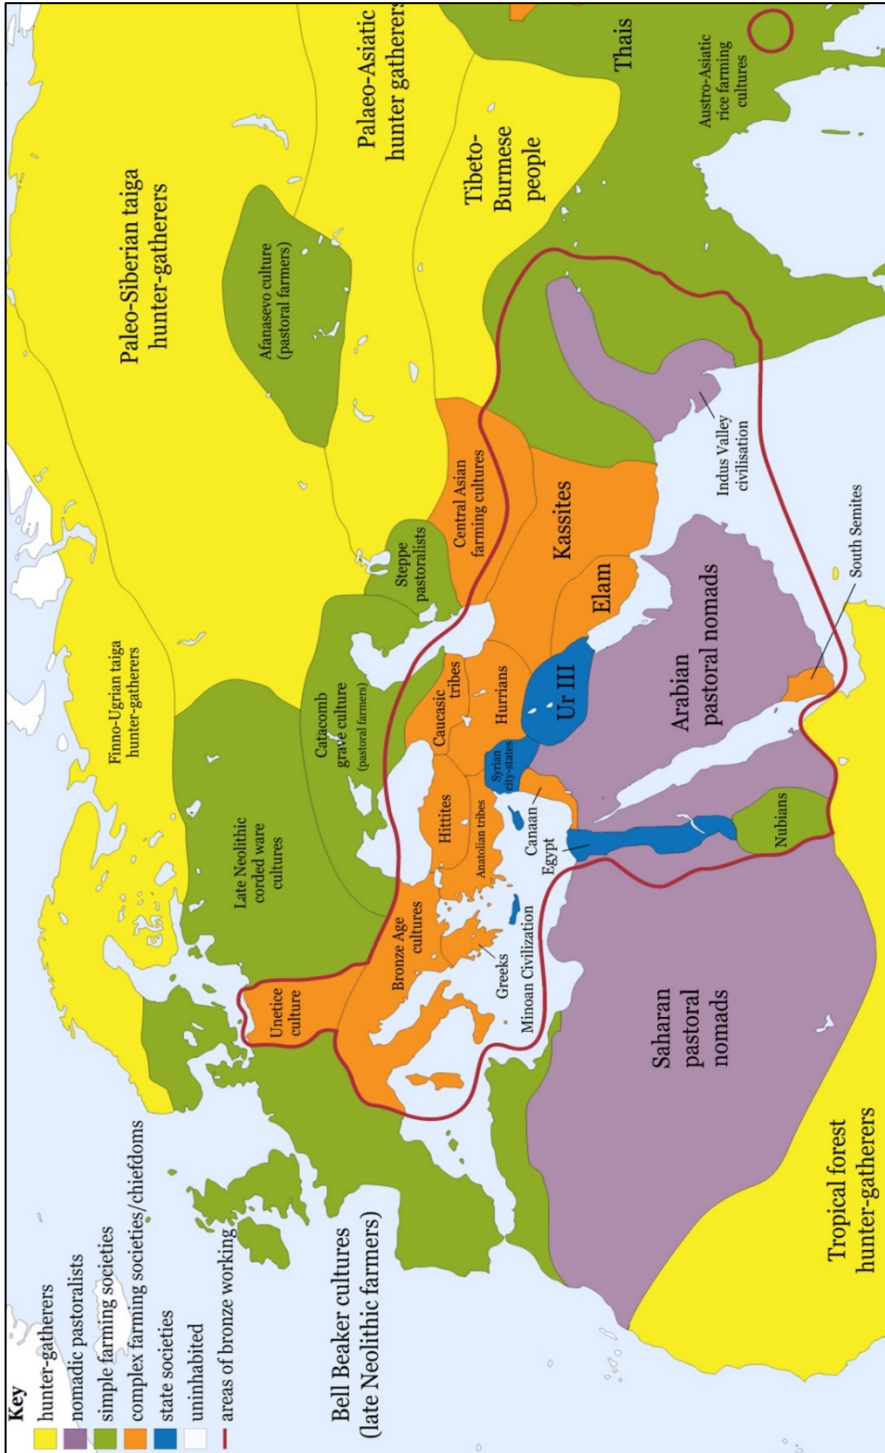 Key
hunter-gatherers
nomadic pastoralists
simple farming societies
complex farming societies/chiefdoms
state societies
uninhabited
areas of bronze working
Finno-Ugrian taiga
hunter-gatherers
Paleo-Siberian taiga
hunter-gatherers
Palaeo-Asiatic
hunter gatherers
Afanasevo culture
(pastoral farmers)
Late Neolithic
corded ware
cultures
Catacomb
grave culture
(pastoral farmers)
Steppe
pastoralists
Central Asian
farming cultures
Tibeto-
Burmese
people
Thais
Unetice
culture
Bell Beaker cultures
(late Neolithic farmers)
Bronze Age
cultures
Hittites
Anatolian tribes
Caucasic
tribes
Hurrians
Kassites
Elam
Ur III
Syrian
city-states
Greeks
Minoan Civilization
Canaan
Egypt
Indus Valley
civilisation
Austro-Asiatic
rice farming
cultures
Arabian
pastoral nomads
South Semites
Nubians
Saharan
pastoral
nomads
Tropical forest
hunter-gatherers